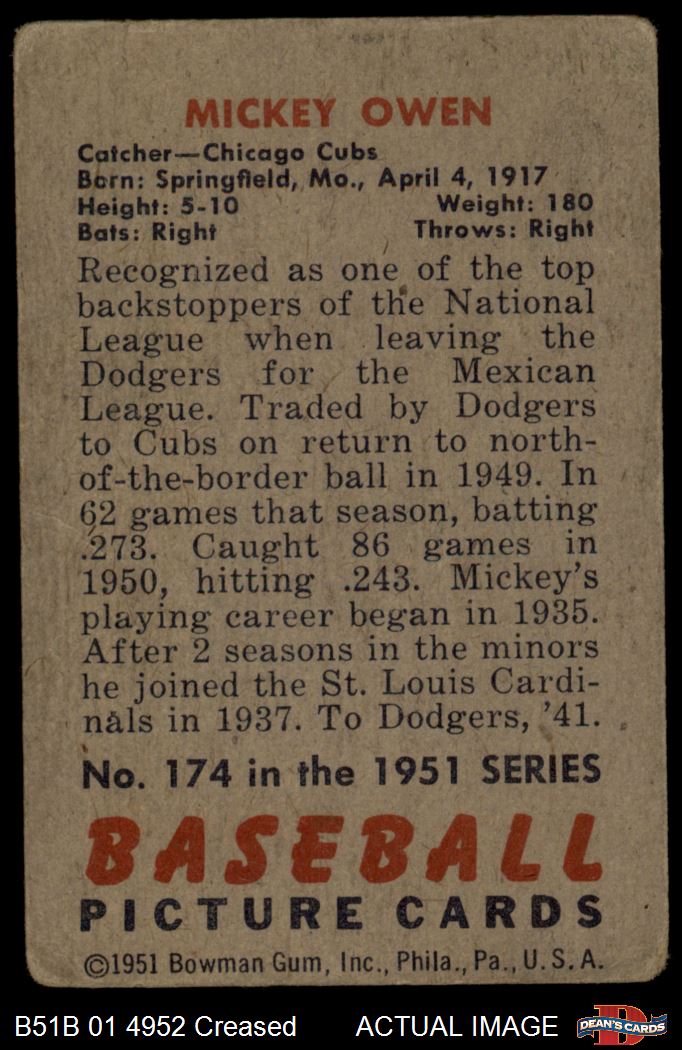 MICKEY OWEN
Catcher—Chicago Cubs
Born: Springfield, Mo., April 4, 1917
Height: 5-10 Weight: 180
Bats: Right Throws: Right
Recognized as one of the top
backstoppers of the National
League when leaving the
Dodgers for the Mexican
League. Traded by Dodgers
to Cubs on return to north-
of-the-border ball in 1949. In
62 games that season, batting
.273. Caught 86 games in
1950, hitting .243. Mickey's
playing career began in 1935.
After 2 seasons in the minors
he joined the St. Louis Cardi-
nals in 1937. To Dodgers, '41.
No. 174 in the 1951 SERIES
BASEBALL
PICTURE CARDS
©1951 Bowman Gum, Inc., Phila., Pa., U.S.A.
B51B 01 4952 Creased ACTUAL IMAGE
D
DEAN'S CARDS